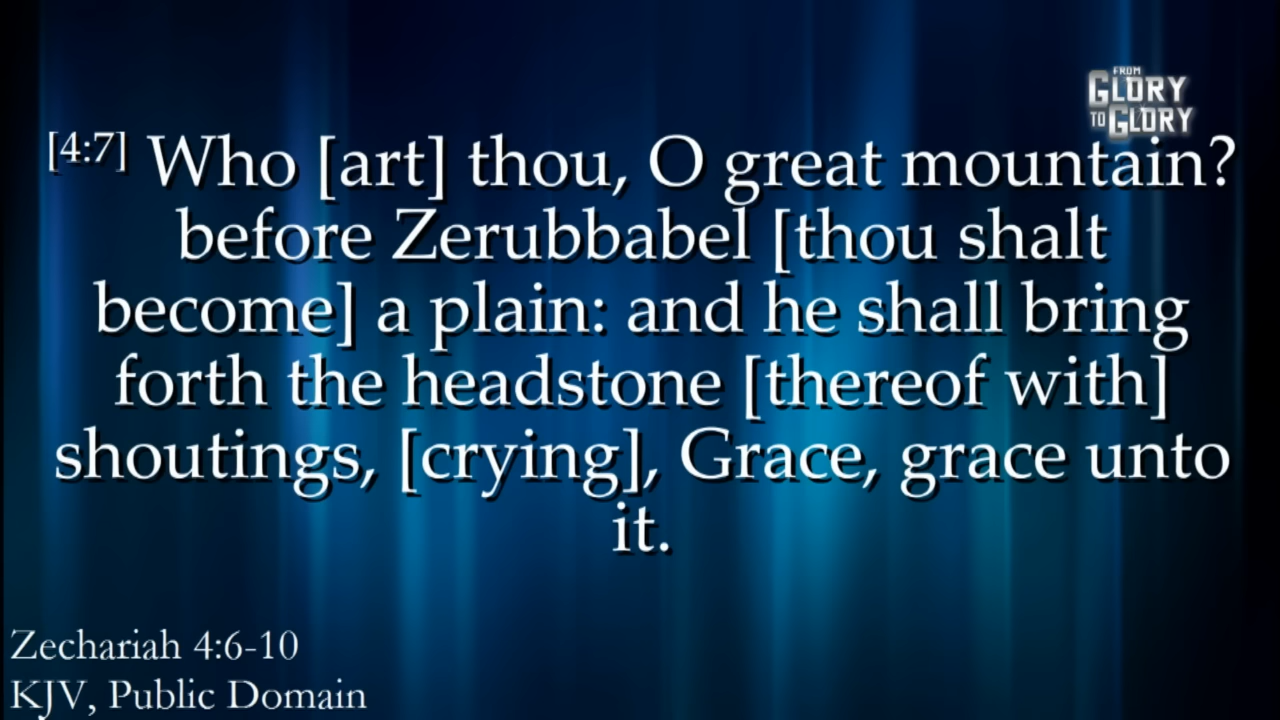 FROM
GLORY
TO GLORY
[4:7] Who [art] thou, O great mountain?
before Zerubbabel [thou shalt
become] a plain: and he shall bring
forth the headstone [thereof with]
shoutings, [crying], Grace, grace unto
it.
Zechariah 4:6-10
KJV, Public Domain